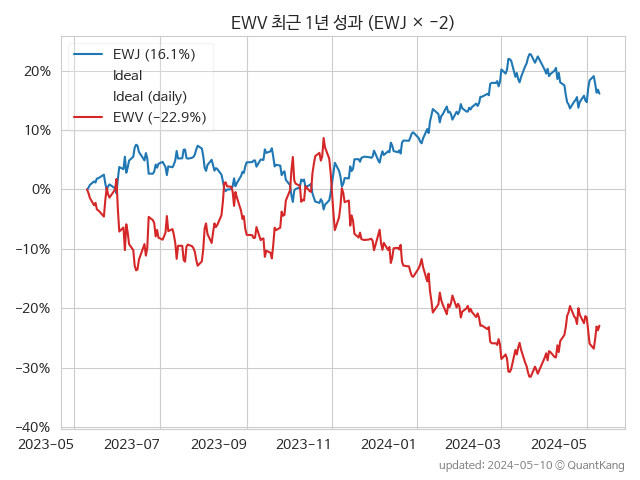 EWV 최근 1년 성과 (EWJ × −2)
EWJ (16.1%)
Ideal
Ideal (daily)
EWV (−22.9%)
20%
10%
0%
−10%
−20%
−30%
−40%
2023-05 2023-07 2023-09 2023-11 2024-01 2024-03 2024-05
updated: 2024-05-10 © QuantKang